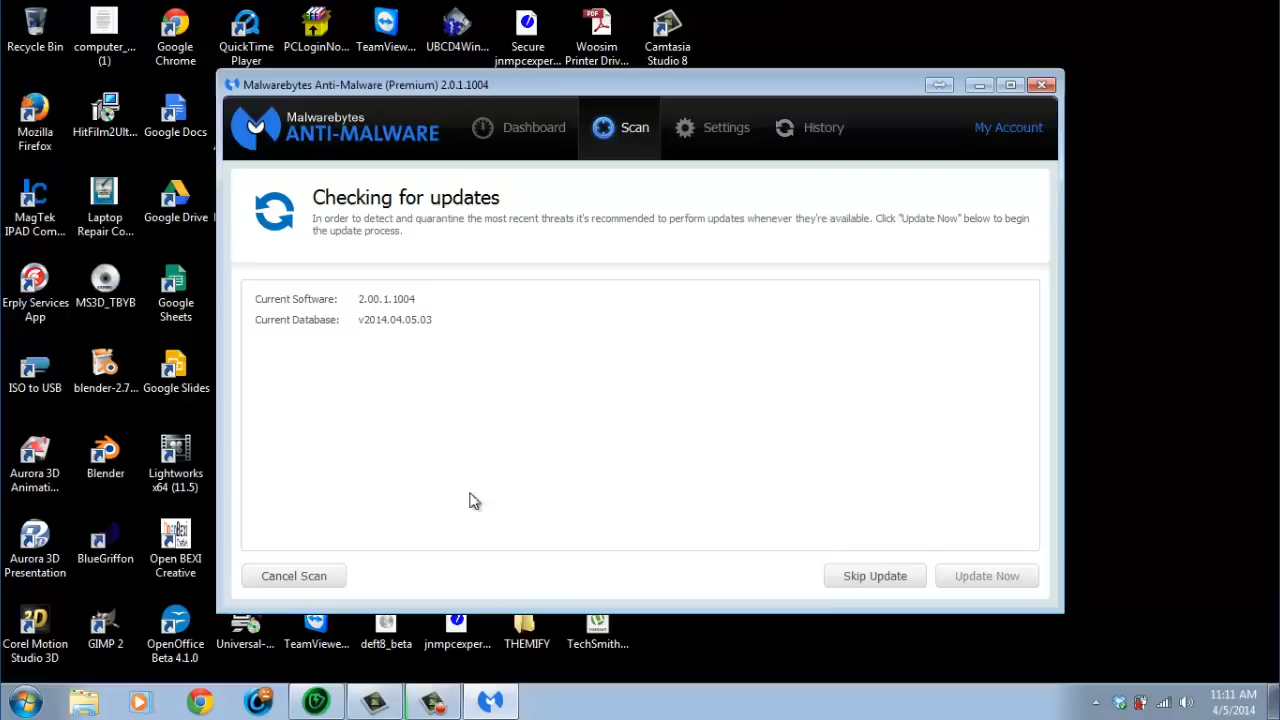 Recycle Bin
computer_... (1)
Google Chrome
QuickTime Player
PCLoginNo...
TeamView...
UBCD4Win...
Secure jnmpcexper...
Woosim Printer Driv...
Camtasia Studio 8
Malwarebytes Anti-Malware (Premium) 2.0.1.1004
Malwarebytes
ANTI-MALWARE
Dashboard
Scan
Settings
History
My Account
Checking for updates
In order to detect and quarantine the most recent threats it's recommended to perform updates whenever they're available. Click "Update Now" below to begin
the update process.
Current Software: 2.00.1.1004
Current Database: v2014.04.05.03
Cancel Scan
Skip Update
Update Now
Mozilla Firefox
HitFilm2Ult...
Google Docs
MagTek IPAD Com...
Laptop Repair Co...
Google Drive
Erply Services App
MS3D_TBYB
Google Sheets
ISO to USB
blender-2.7...
Google Slides
Aurora 3D Animati...
Blender
Lightworks x64 (11.5)
Aurora 3D Presentation
BlueGriffon
Open BEXI Creative
Corel Motion Studio 3D
GIMP 2
OpenOffice Beta 4.1.0
Universal-...
TeamViewe...
deft8_beta
jnmpcexper...
THEMIFY
TechSmith...
11:11 AM
4/5/2014